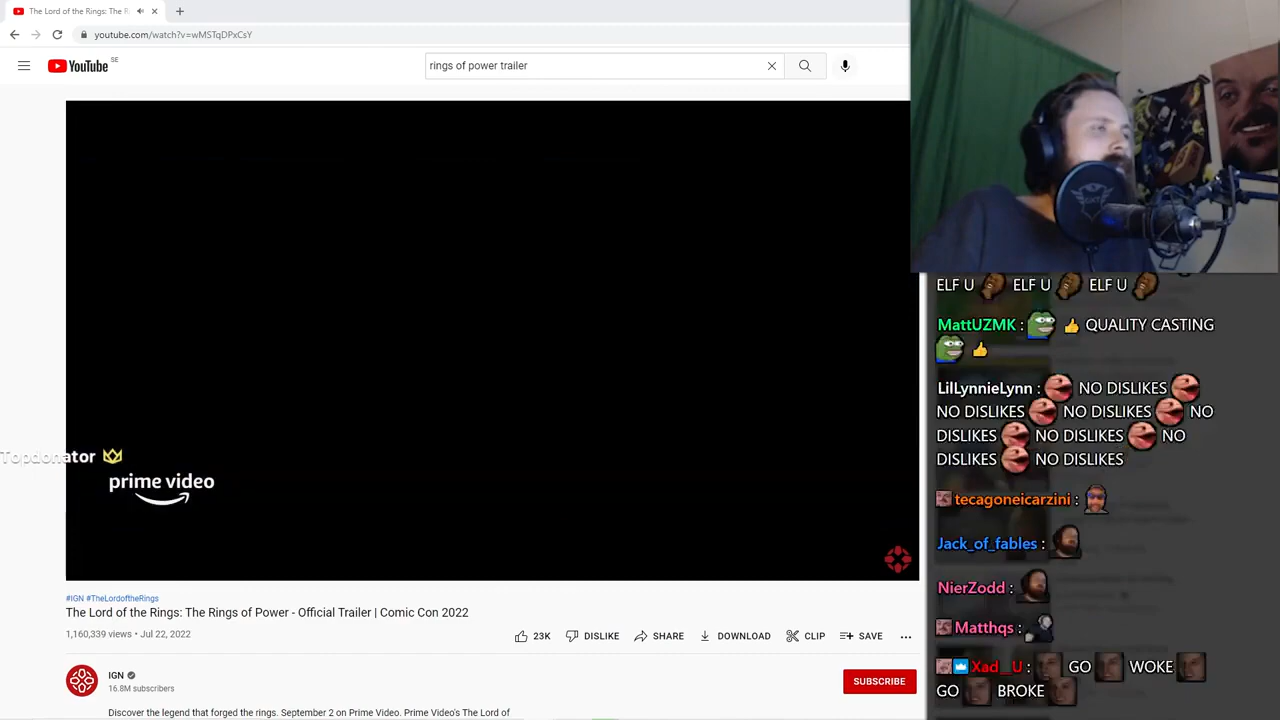 The Lord of the Rings: The R
youtube.com/watch?v=wMSTqDPxCsY
YouTube SE
rings of power trailer
Topdonator
prime video
#IGN #TheLordoftheRings
The Lord of the Rings: The Rings of Power - Official Trailer | Comic Con 2022
1,160,339 views • Jul 22, 2022
23K DISLIKE SHARE DOWNLOAD CLIP SAVE ...
IGN
16.8M subscribers
SUBSCRIBE
Discover the legend that forged the rings. September 2 on Prime Video. Prime Video's The Lord of
ELF U ELF U ELF U
MattUZMK : 👍 QUALITY CASTING
👍
LilLynnieLynn : NO DISLIKES
NO DISLIKES NO DISLIKES NO
DISLIKES NO DISLIKES NO
DISLIKES NO DISLIKES
tecagoneicarzini :
Jack_of_fables :
NierZodd :
Matthqs :
Xad__U : GO WOKE
GO BROKE